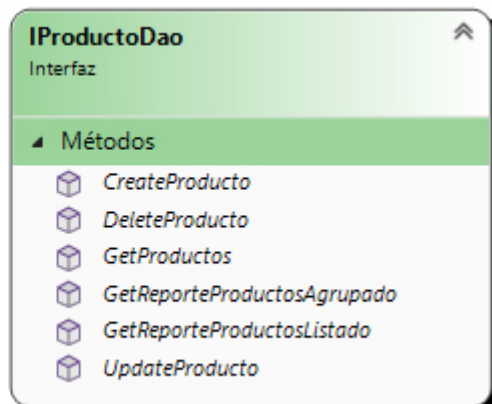 IProductoDao
Interfaz
Métodos
CreateProducto
DeleteProducto
GetProductos
GetReporteProductosAgrupado
GetReporteProductosListado
UpdateProducto